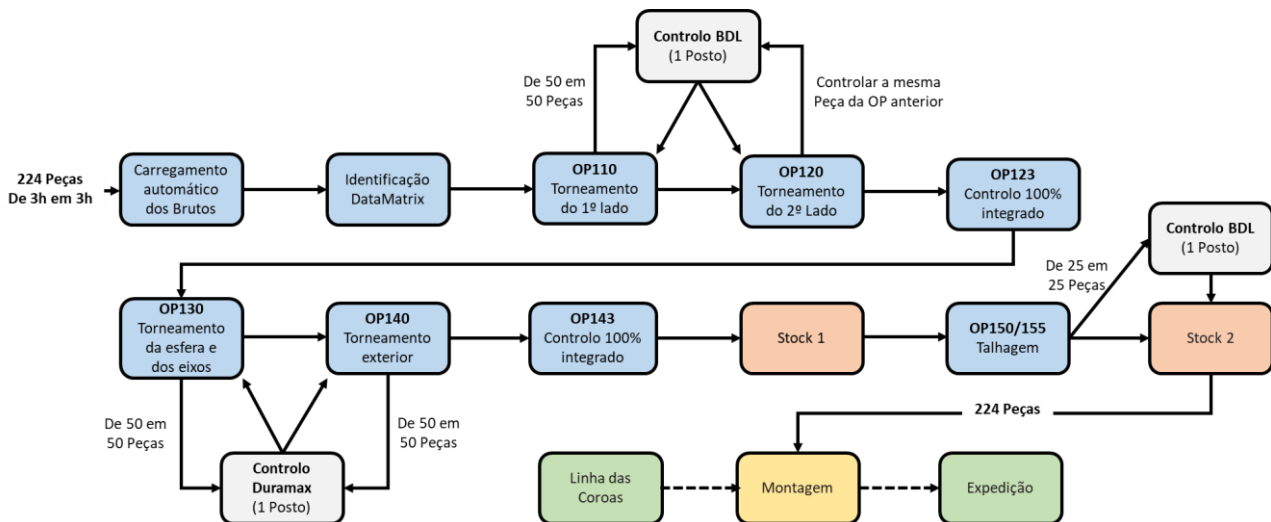 Controlo BDL
(1 Posto)
De 50 em
50 Peças
Controlar a mesma
Peça da OP anterior
224 Peças
De 3h em 3h
Carregamento
automático
dos Brutos
Identificação
DataMatrix
OP110
Torneamento
do 1º lado
OP120
Torneamento
do 2º Lado
OP123
Controlo 100%
integrado
Controlo BDL
(1 Posto)
De 25 em
25 Peças
OP130
Torneamento
da esfera e
dos eixos
OP140
Torneamento
exterior
OP143
Controlo 100%
integrado
Stock 1
OP150/155
Talhagem
Stock 2
De 50 em
50 Peças
De 50 em
50 Peças
224 Peças
Controlo
Duramax
(1 Posto)
Linha das
Coroas
Montagem
Expedição